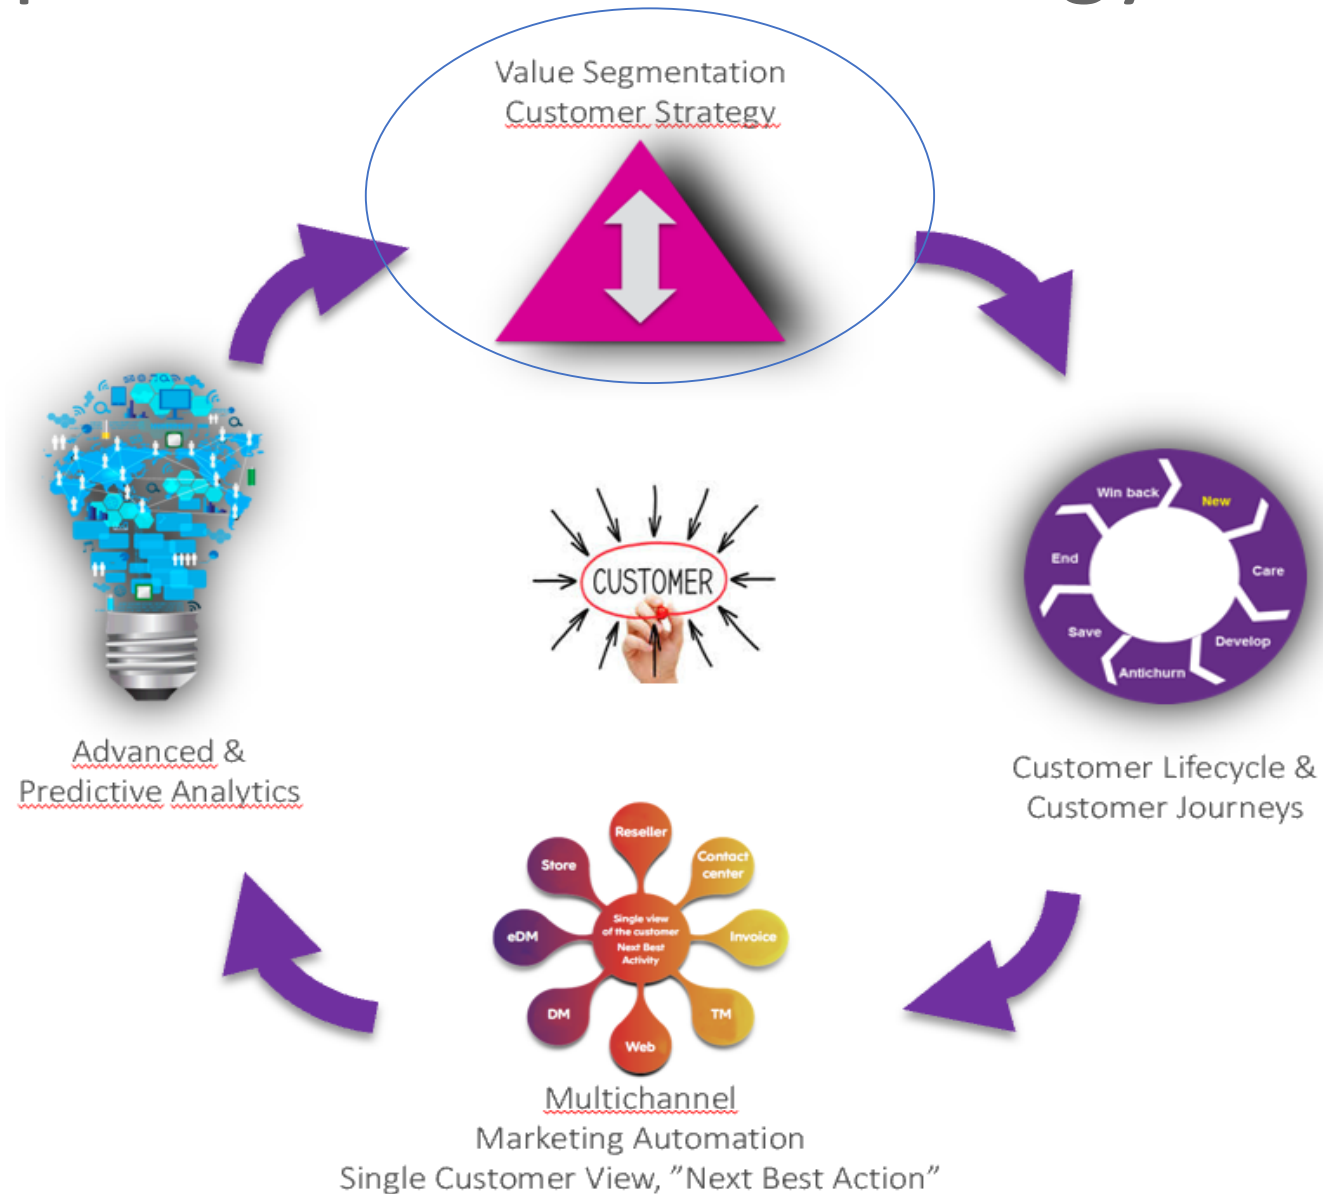 Value Segmentation
Customer Strategy
Win back
New
End
Care
Save
Develop
Antichurn
CUSTOMER
Advanced &
Predictive Analytics
Customer Lifecycle &
Customer Journeys
Reseller
Store
Contact
center
Single view
of the customer
Next Best
Activity
eDM
Invoice
DM
TM
Web
Multichannel
Marketing Automation
Single Customer View, ”Next Best Action”